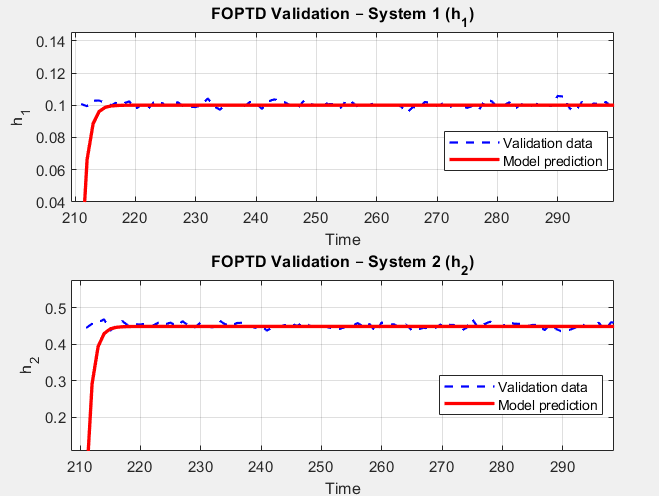 FOPTD Validation – System 1 (h1)
0.14
0.12
0.1
0.08
0.06
0.04
h1
Validation data
Model prediction
210 220 230 240 250 260 270 280 290
Time
FOPTD Validation – System 2 (h2)
0.5
0.4
0.3
0.2
h2
Validation data
Model prediction
210 220 230 240 250 260 270 280 290
Time